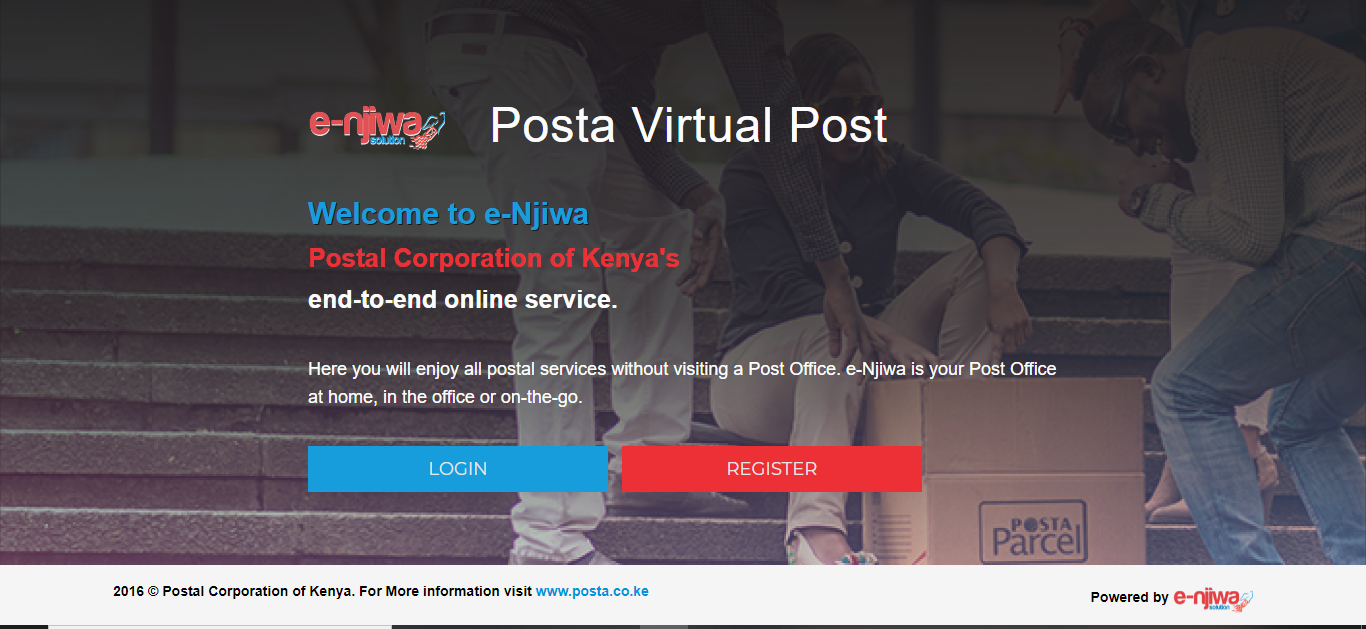 e-njiwa
solution
Posta Virtual Post
Welcome to e-Njiwa
Postal Corporation of Kenya's
end-to-end online service.
Here you will enjoy all postal services without visiting a Post Office. e-Njiwa is your Post Office
at home, in the office or on-the-go.
LOGIN
REGISTER
POSTA
Parcel
2016 © Postal Corporation of Kenya. For More information visit www.posta.co.ke
Powered by e-njiwa
solution